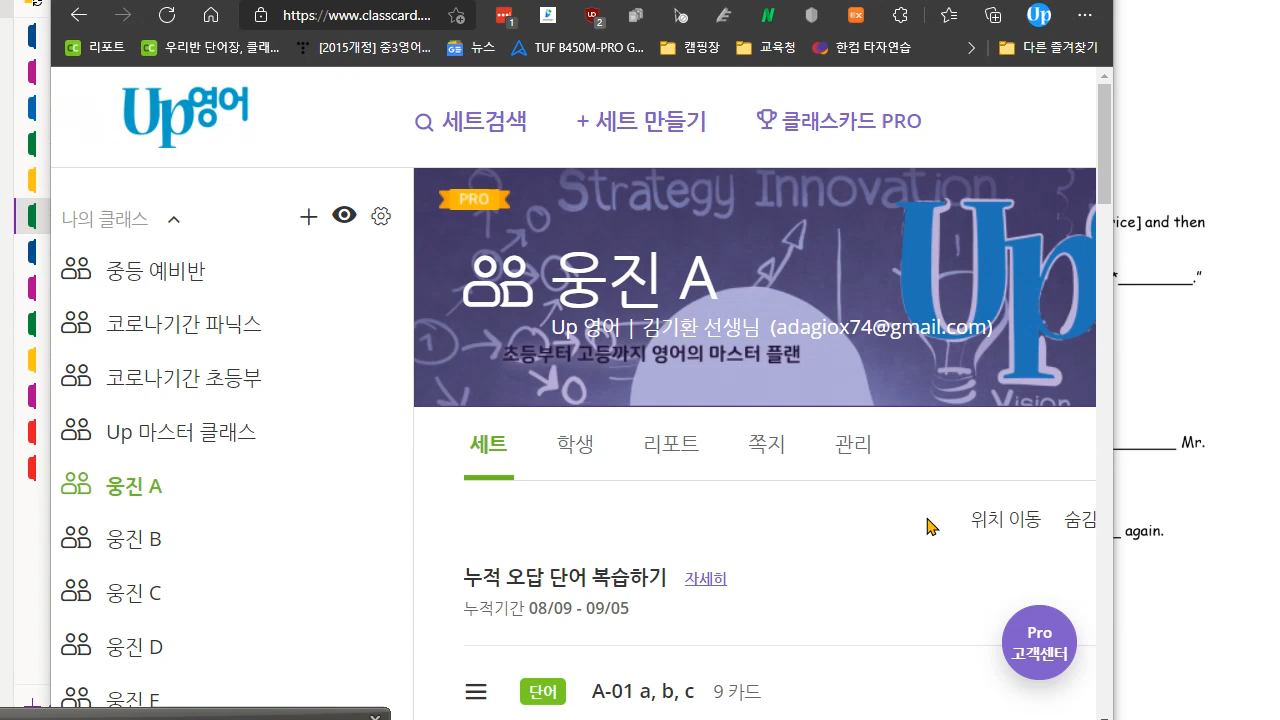 https://www.classcard....
1
2
EX
Up
리포트
우리반 단어장, 클래...
[2015개정] 중3영어...
뉴스
TUF B450M-PRO G...
캠핑장
교육청
한컴 타자연습
다른 즐겨찾기
Up영어
세트검색
+ 세트 만들기
클래스카드 PRO
나의 클래스
중등 예비반
코로나기간 파닉스
코로나기간 초등부
Up 마스터 클래스
웅진 A
웅진 B
웅진 C
웅진 D
웅진 E
PRO
Strategy Innovation
Up
웅진 A
Up 영어 | 김기환 선생님 (adagiox74@gmail.com)
초등부터 고등까지 영어의 마스터 플랜
Vision
세트
학생
리포트
쪽지
관리
위치 이동
숨김
누적 오답 단어 복습하기
자세히
누적기간 08/09 - 09/05
Pro
고객센터
단어
A-01 a, b, c
9 카드
ice] and then
*__________."
________ Mr.
_ again.